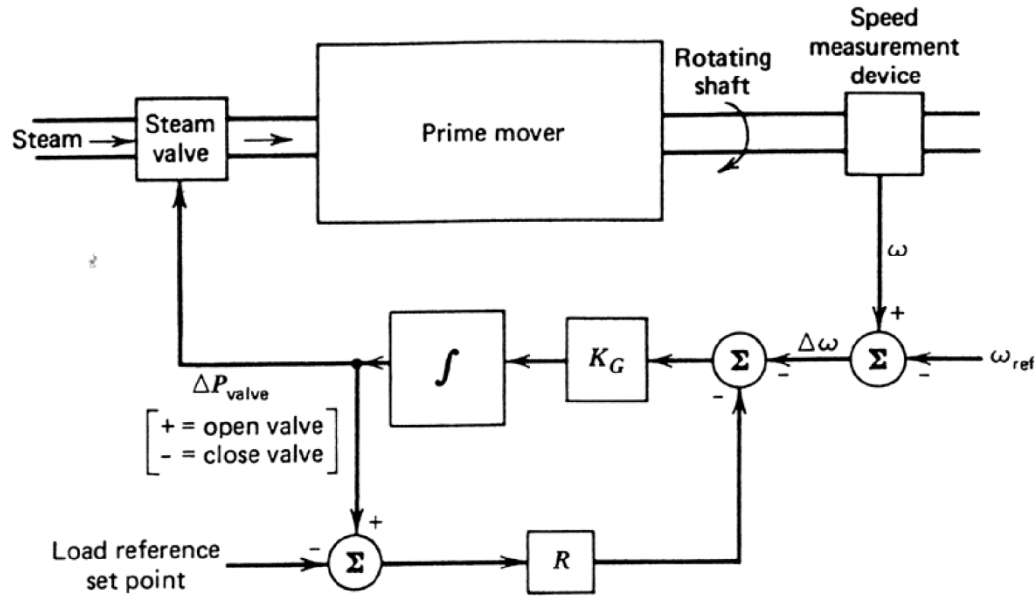 Speed
measurement
device
Rotating
shaft
Steam
Steam
valve
Prime mover
ω
+
Δω
Σ
-
-
Σ
-
ω_ref
K_G
∫
ΔP_valve
[+ = open valve
- = close valve]
+
-
Σ
R
Load reference
set point